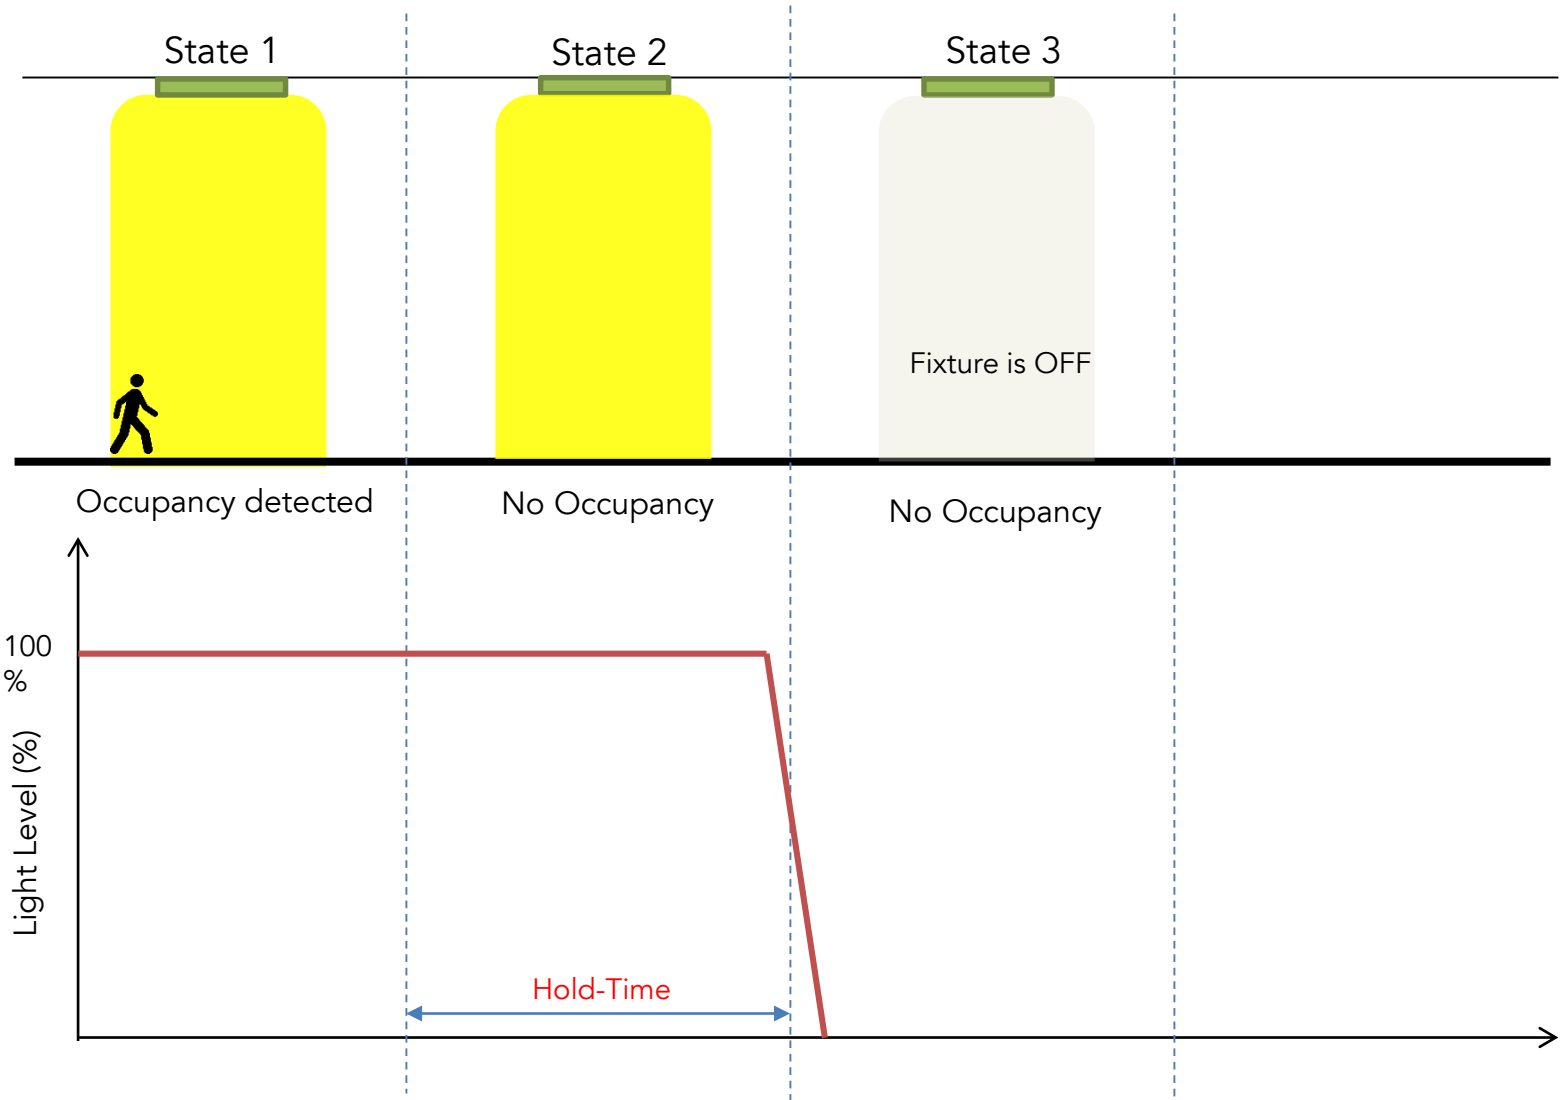 State 1
State 2
State 3
Fixture is OFF
Occupancy detected
No Occupancy
No Occupancy
100
%
Light Level (%)
Hold-Time